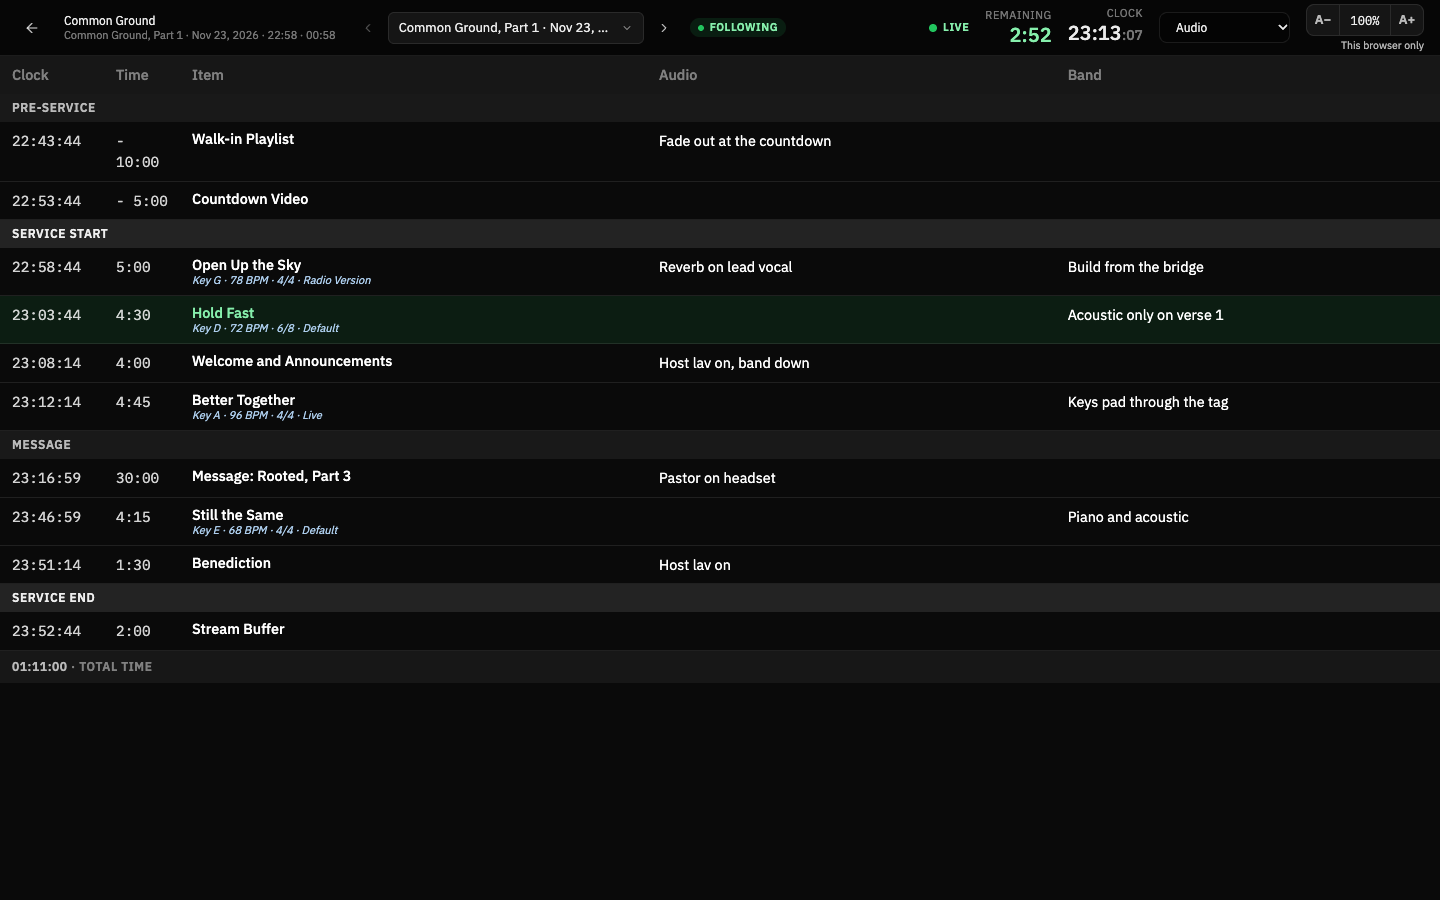 Common Ground
Common Ground, Part 1 · Nov 23, 2026 · 22:58 · 00:58
Common Ground, Part 1 · Nov 23, ...
FOLLOWING
LIVE
REMAINING
2:52
CLOCK
23:13:07
Audio
A−
100%
A+
This browser only
Clock Time Item Audio Band
PRE-SERVICE
22:43:44 - 10:00 Walk-in Playlist Fade out at the countdown
22:53:44 - 5:00 Countdown Video
SERVICE START
22:58:44 5:00 Open Up the Sky Reverb on lead vocal Build from the bridge
Key G · 78 BPM · 4/4 · Radio Version
23:03:44 4:30 Hold Fast Acoustic only on verse 1
Key D · 72 BPM · 6/8 · Default
23:08:14 4:00 Welcome and Announcements Host lav on, band down
23:12:14 4:45 Better Together Keys pad through the tag
Key A · 96 BPM · 4/4 · Live
MESSAGE
23:16:59 30:00 Message: Rooted, Part 3 Pastor on headset
23:46:59 4:15 Still the Same Piano and acoustic
Key E · 68 BPM · 4/4 · Default
23:51:14 1:30 Benediction Host lav on
SERVICE END
23:52:44 2:00 Stream Buffer
01:11:00 · TOTAL TIME